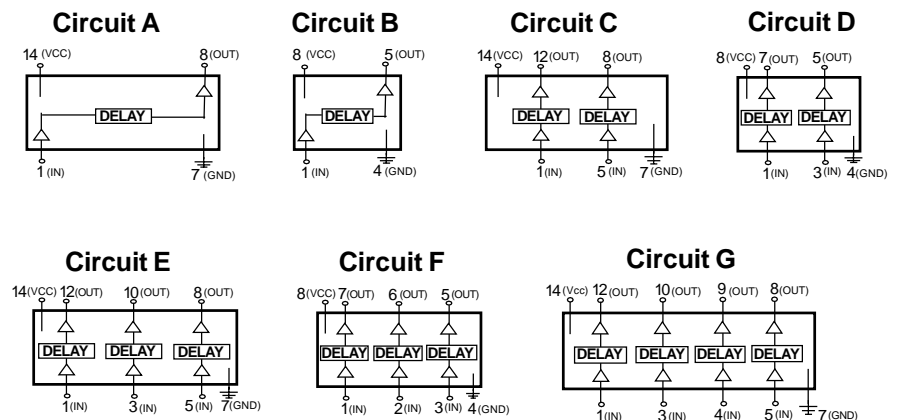 Circuit A
14 (VCC) 8 (OUT)
DELAY
1 (IN) 7 (GND)
Circuit B
8 (VCC) 5 (OUT)
DELAY
1 (IN) 4 (GND)
Circuit C
14(VCC) 12(OUT) 8(OUT)
DELAY DELAY
1(IN) 5(IN) 7(GND)
Circuit D
8(VCC) 7(OUT) 5(OUT)
DELAY DELAY
1(IN) 3(IN) 4(GND)
Circuit E
14(VCC) 12(OUT) 10(OUT) 8(OUT)
DELAY DELAY DELAY
1(IN) 3(IN) 5(IN) 7(GND)
Circuit F
8(VCC) 7(OUT) 6(OUT) 5(OUT)
DELAY DELAY DELAY
1(IN) 2(IN) 3(IN) 4(GND)
Circuit G
14 (Vcc) 12(OUT) 10(OUT) 9(OUT) 8(OUT)
DELAY DELAY DELAY DELAY
1(IN) 3(IN) 4(IN) 5(IN) 7(GND)